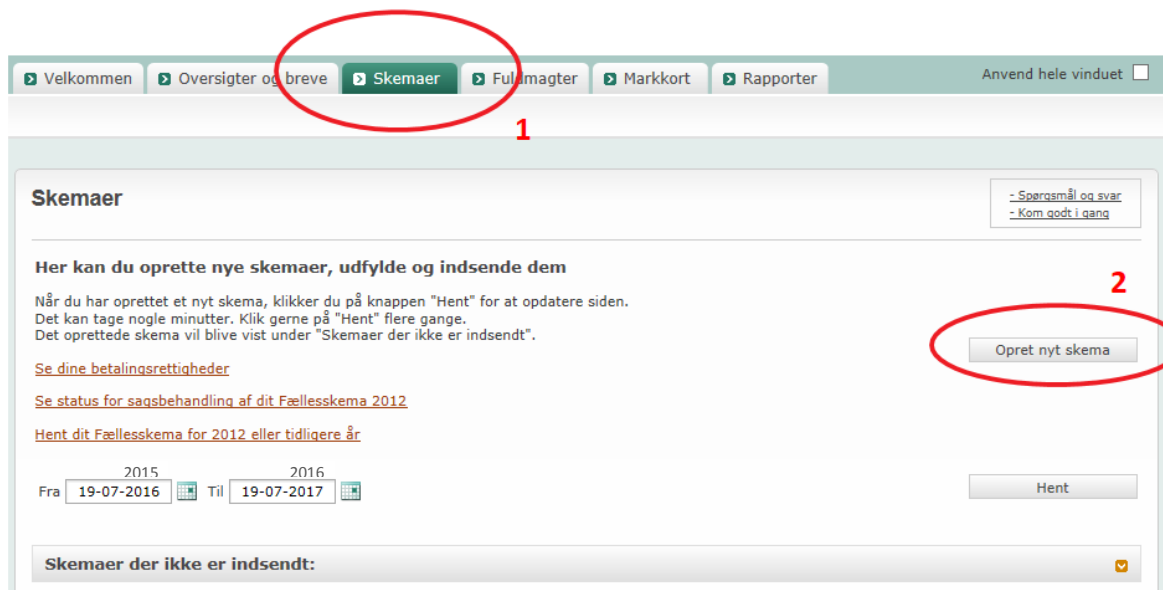 Velkommen
Oversigter og breve
Skemaer
Fuldmagter
Markkort
Rapporter
Anvend hele vinduet
1
Skemaer
- Spørgsmål og svar
- Kom godt i gang
Her kan du oprette nye skemaer, udfylde og indsende dem
2
Når du har oprettet et nyt skema, klikker du på knappen "Hent" for at opdatere siden.
Det kan tage nogle minutter. Klik gerne på "Hent" flere gange.
Det oprettede skema vil blive vist under "Skemaer der ikke er indsendt".
Opret nyt skema
Se dine betalingsrettigheder
Se status for sagsbehandling af dit Fællesskema 2012
Hent dit Fællesskema for 2012 eller tidligere år
2015 2016
Fra 19-07-2016 Til 19-07-2017
Hent
Skemaer der ikke er indsendt: